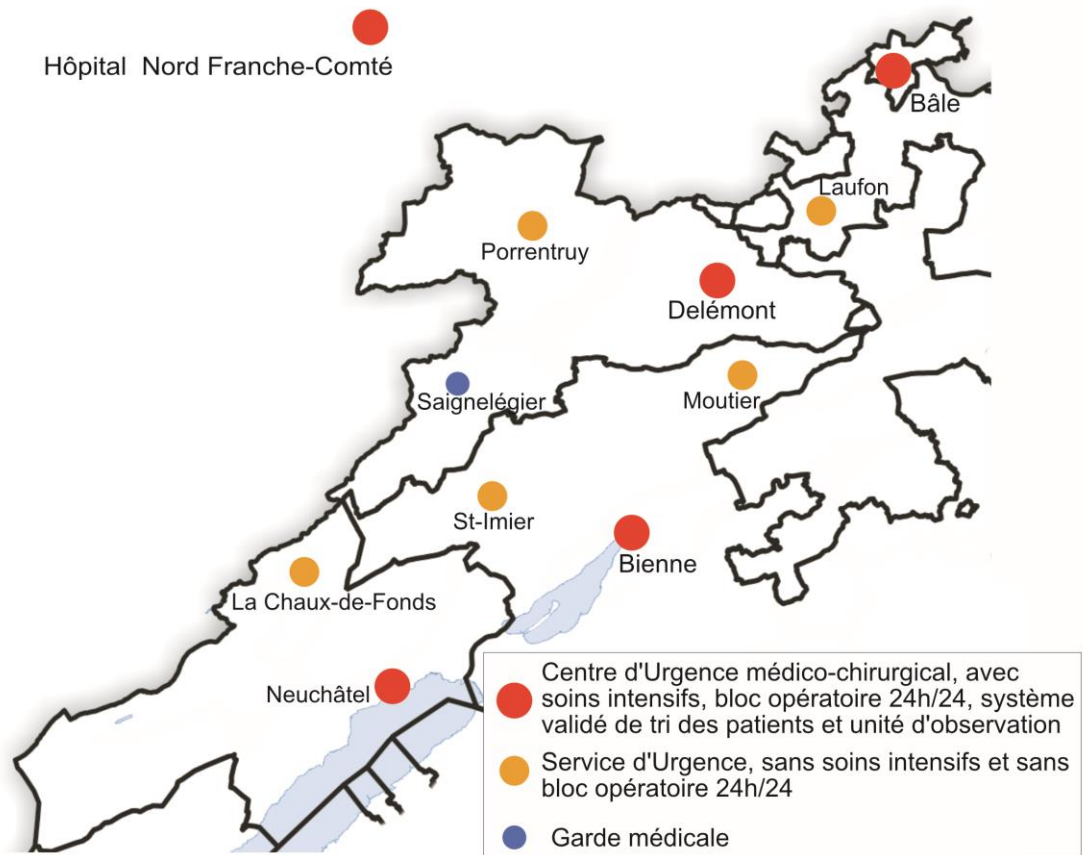 Hôpital Nord Franche-Comté
Bâle
Laufon
Porrentruy
Delémont
Saignelégier
Moutier
St-Imier
Bienne
La Chaux-de-Fonds
Neuchâtel
Centre d'Urgence médico-chirurgical, avec
soins intensifs, bloc opératoire 24h/24, système
validé de tri des patients et unité d'observation
Service d'Urgence, sans soins intensifs et sans
bloc opératoire 24h/24
Garde médicale